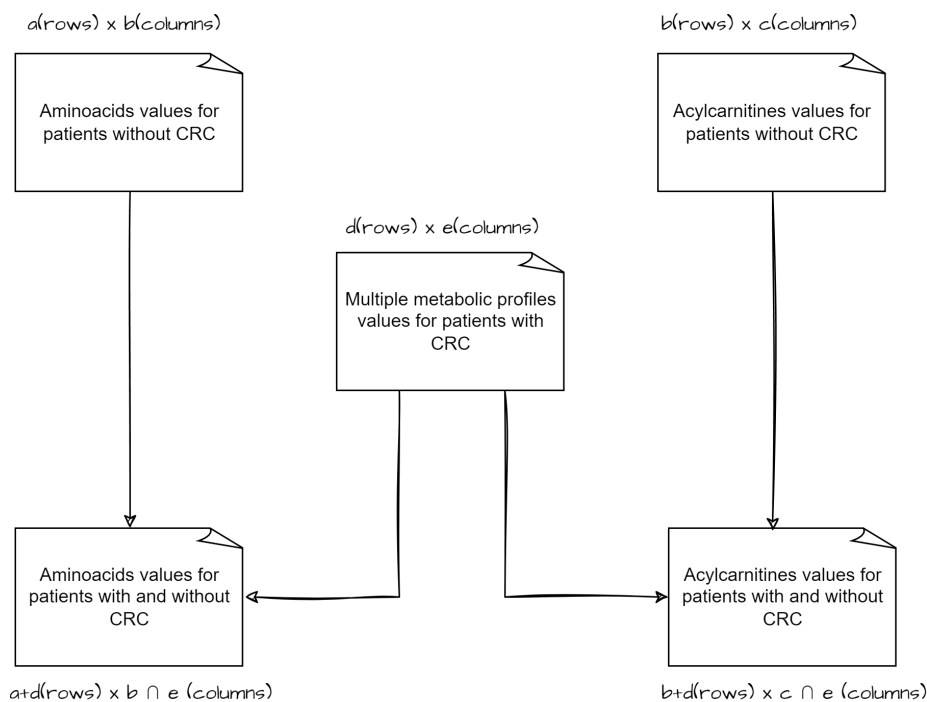 a(rows) x b(columns)
b(rows) x c(columns)
Aminoacids values for
patients without CRC
Acylcarnitines values for
patients without CRC
d(rows) x e(columns)
Multiple metabolic profiles
values for patients with
CRC
Aminoacids values for
patients with and without
CRC
Acylcarnitines values for
patients with and without
CRC
a+d(rows) x b ∩ e (columns)
b+d(rows) x c ∩ e (columns)